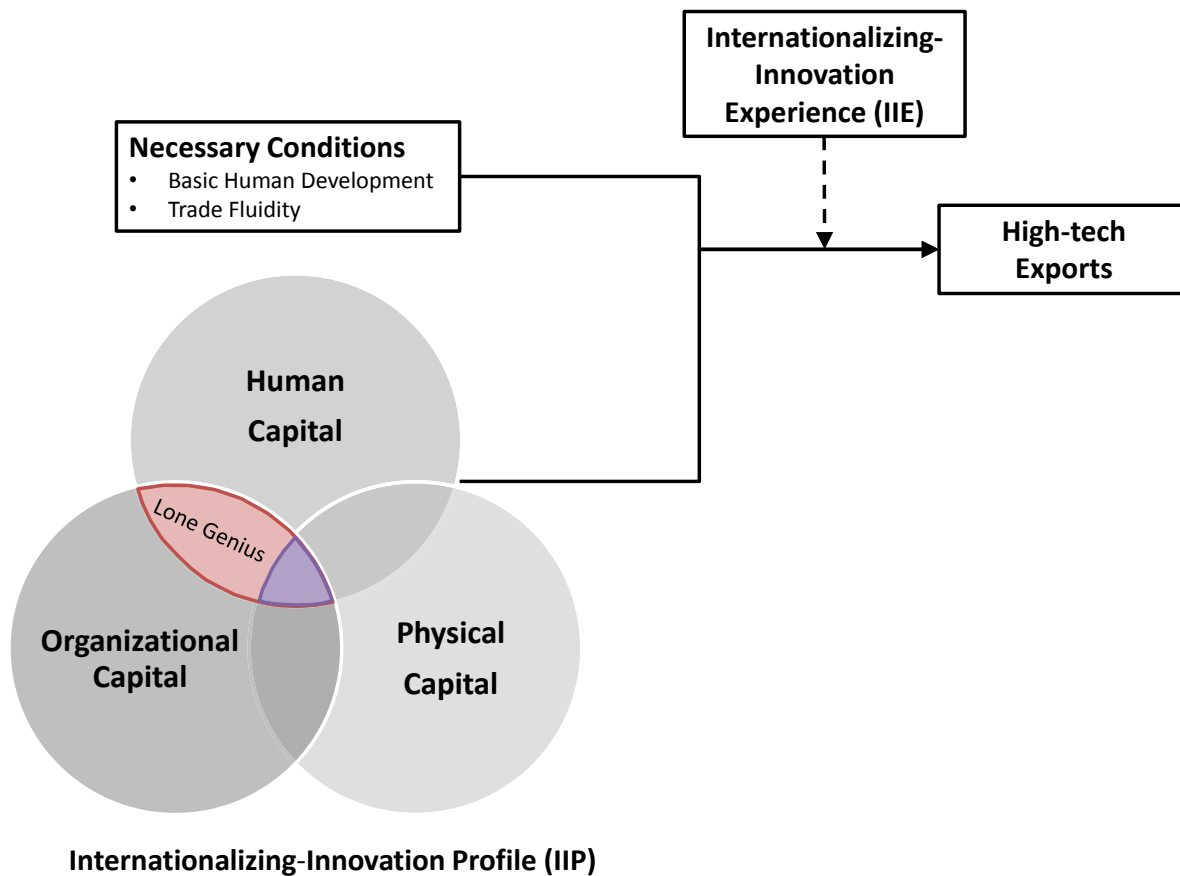 Internationalizing-
Innovation
Experience (IIE)
Necessary Conditions
• Basic Human Development
• Trade Fluidity
High-tech
Exports
Human
Capital
Lone Genius
Organizational
Capital
Physical
Capital
Internationalizing-Innovation Profile (IIP)